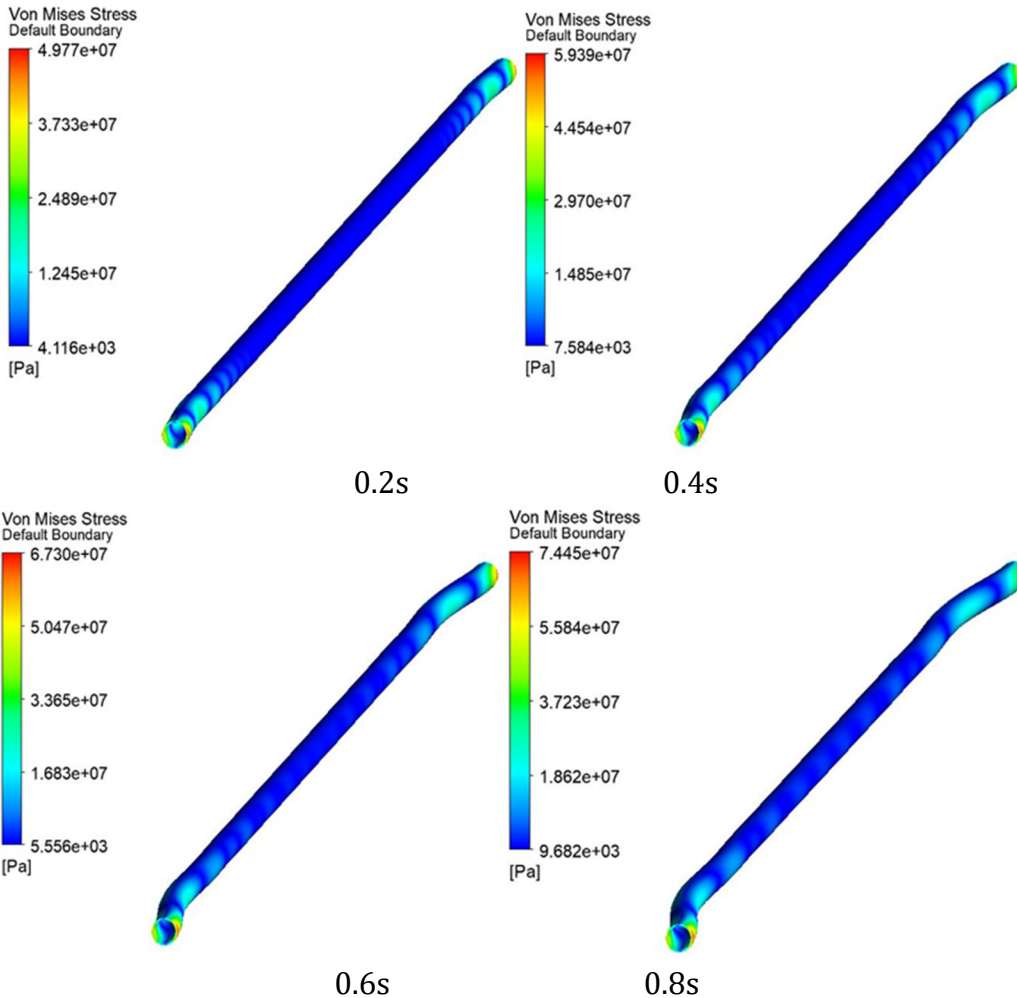 Von Mises Stress
Default Boundary
4.977e+07
3.733e+07
2.489e+07
1.245e+07
4.116e+03
[Pa]
Von Mises Stress
Default Boundary
5.939e+07
4.454e+07
2.970e+07
1.485e+07
7.584e+03
[Pa]
0.2s
0.4s
Von Mises Stress
Default Boundary
6.730e+07
5.047e+07
3.365e+07
1.683e+07
5.556e+03
[Pa]
Von Mises Stress
Default Boundary
7.445e+07
5.584e+07
3.723e+07
1.862e+07
9.682e+03
[Pa]
0.6s
0.8s